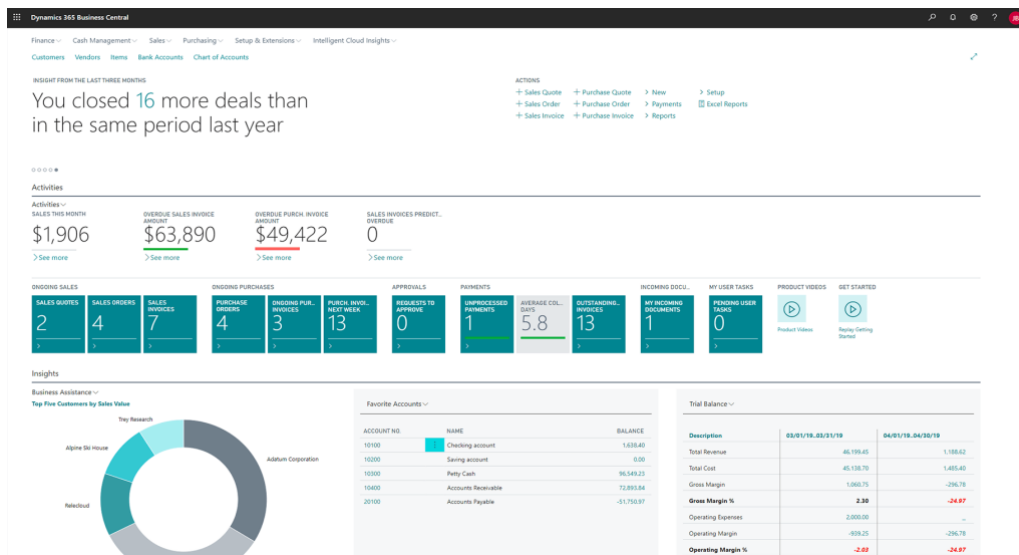 Dynamics 365 Business Central
?
JB
Finance Cash Management Sales Purchasing Setup & Extensions Intelligent Cloud Insights
Customers Vendors Items Bank Accounts Chart of Accounts
INSIGHT FROM THE LAST THREE MONTHS
You closed 16 more deals than
in the same period last year
ACTIONS
+ Sales Quote + Purchase Quote > New > Setup
+ Sales Order + Purchase Order > Payments Excel Reports
+ Sales Invoice + Purchase Invoice > Reports
Activities
Activities
SALES THIS MONTH
$1,906
>See more
OVERDUE SALES INVOICE
AMOUNT
$63,890
>See more
OVERDUE PURCH. INVOICE
AMOUNT
$49,422
>See more
SALES INVOICES PREDICT...
OVERDUE
0
>See more
ONGOING SALES
SALES QUOTES
2
SALES ORDERS
4
SALES
INVOICES
7
ONGOING PURCHASES
PURCHASE
ORDERS
4
ONGOING PUR...
INVOICES
3
PURCH. INVOI...
NEXT WEEK
13
APPROVALS
REQUESTS TO
APPROVE
0
PAYMENTS
UNPROCESSED
PAYMENTS
1
AVERAGE COL...
DAYS
5.8
OUTSTANDING...
INVOICES
13
INCOMING DOCU...
MY INCOMING
DOCUMENTS
1
MY USER TASKS
PENDING USER
TASKS
0
PRODUCT VIDEOS
Product Videos
GET STARTED
Replay Getting
Started
Insights
Business Assistance
Top Five Customers by Sales Value
Trey Research
Alpine Ski House
Adatum Corporation
Relecloud
Favorite Accounts
ACCOUNT NO. NAME BALANCE
10100 Checking account 1,638.40
10200 Saving account 0.00
10300 Petty Cash 96,549.23
10400 Accounts Receivable 72,893.84
20100 Accounts Payable -51,750.97
Trial Balance
Description 03/01/19..03/31/19 04/01/19..04/30/19
Total Revenue 46,199.45 1,188.62
Total Cost 45,138.70 1,485.40
Gross Margin 1,060.75 -296.78
Gross Margin % 2.30 -24.97
Operating Expenses 2,000.00 _
Operating Margin -939.25 -296.78
Operating Margin % -2.03 -24.97